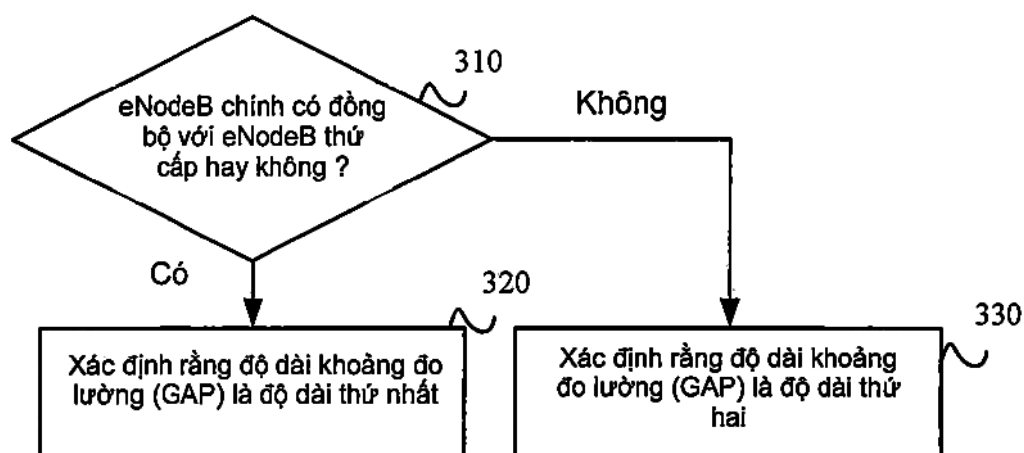 310
eNodeB chính có đồng
bộ với eNodeB thứ
cấp hay không ?
Không
Có
320
Xác định rằng độ dài khoảng đo
lường (GAP) là độ dài thứ nhất
330
Xác định rằng độ dài khoảng
đo lường (GAP) là độ dài thứ
hai